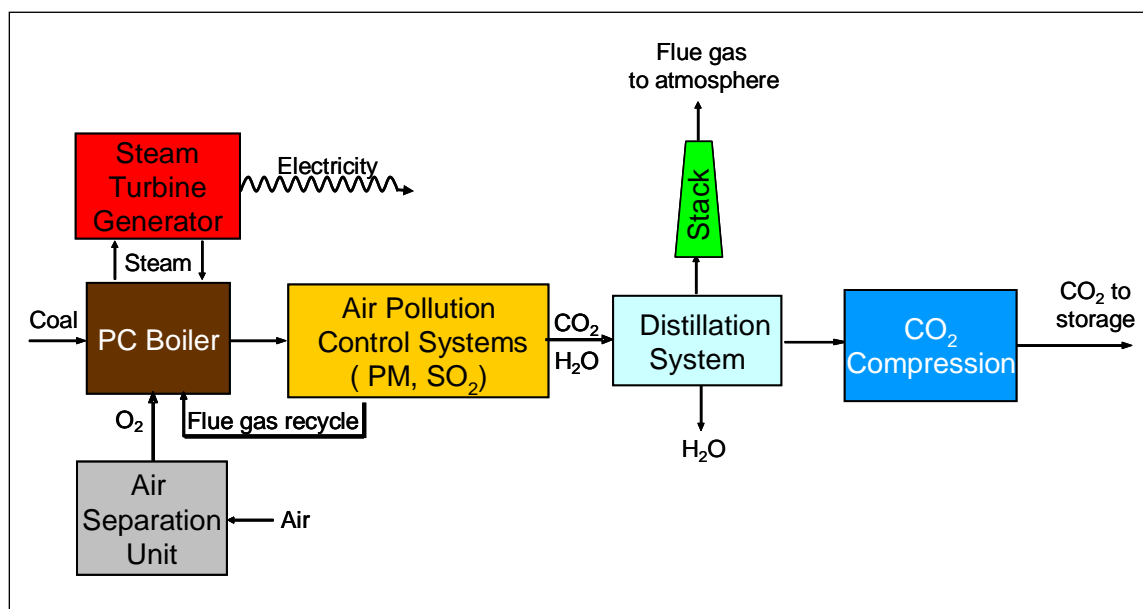 Flue gas
to atmosphere
Stack
Steam
Turbine
Generator
Electricity
Steam
Coal
PC Boiler
Air Pollution
Control Systems
( PM, SO₂)
CO₂
H₂O
Distillation
System
CO₂
Compression
CO₂ to
storage
O₂
Flue gas recycle
H₂O
Air
Separation
Unit
Air